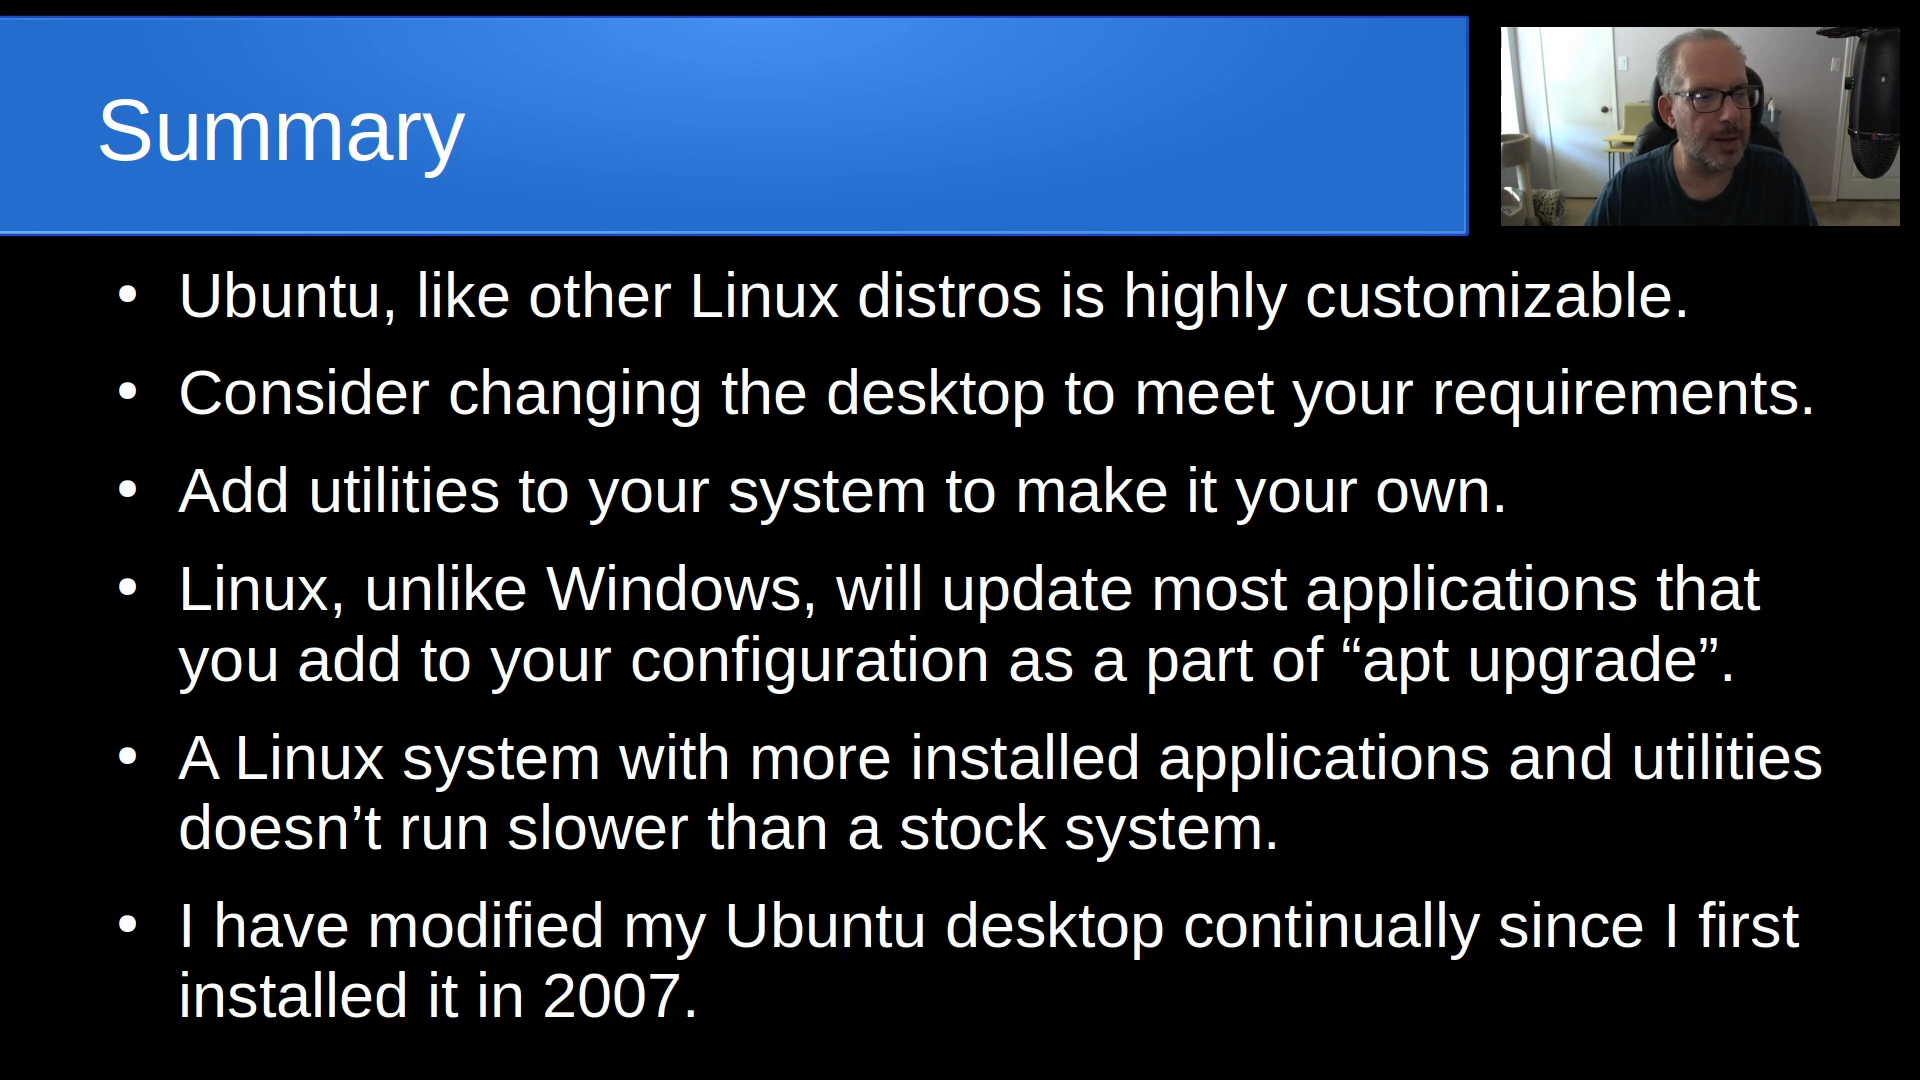 Summary
• Ubuntu, like other Linux distros is highly customizable.
• Consider changing the desktop to meet your requirements.
• Add utilities to your system to make it your own.
• Linux, unlike Windows, will update most applications that
you add to your configuration as a part of “apt upgrade”.
• A Linux system with more installed applications and utilities
doesn’t run slower than a stock system.
• I have modified my Ubuntu desktop continually since I first
installed it in 2007.